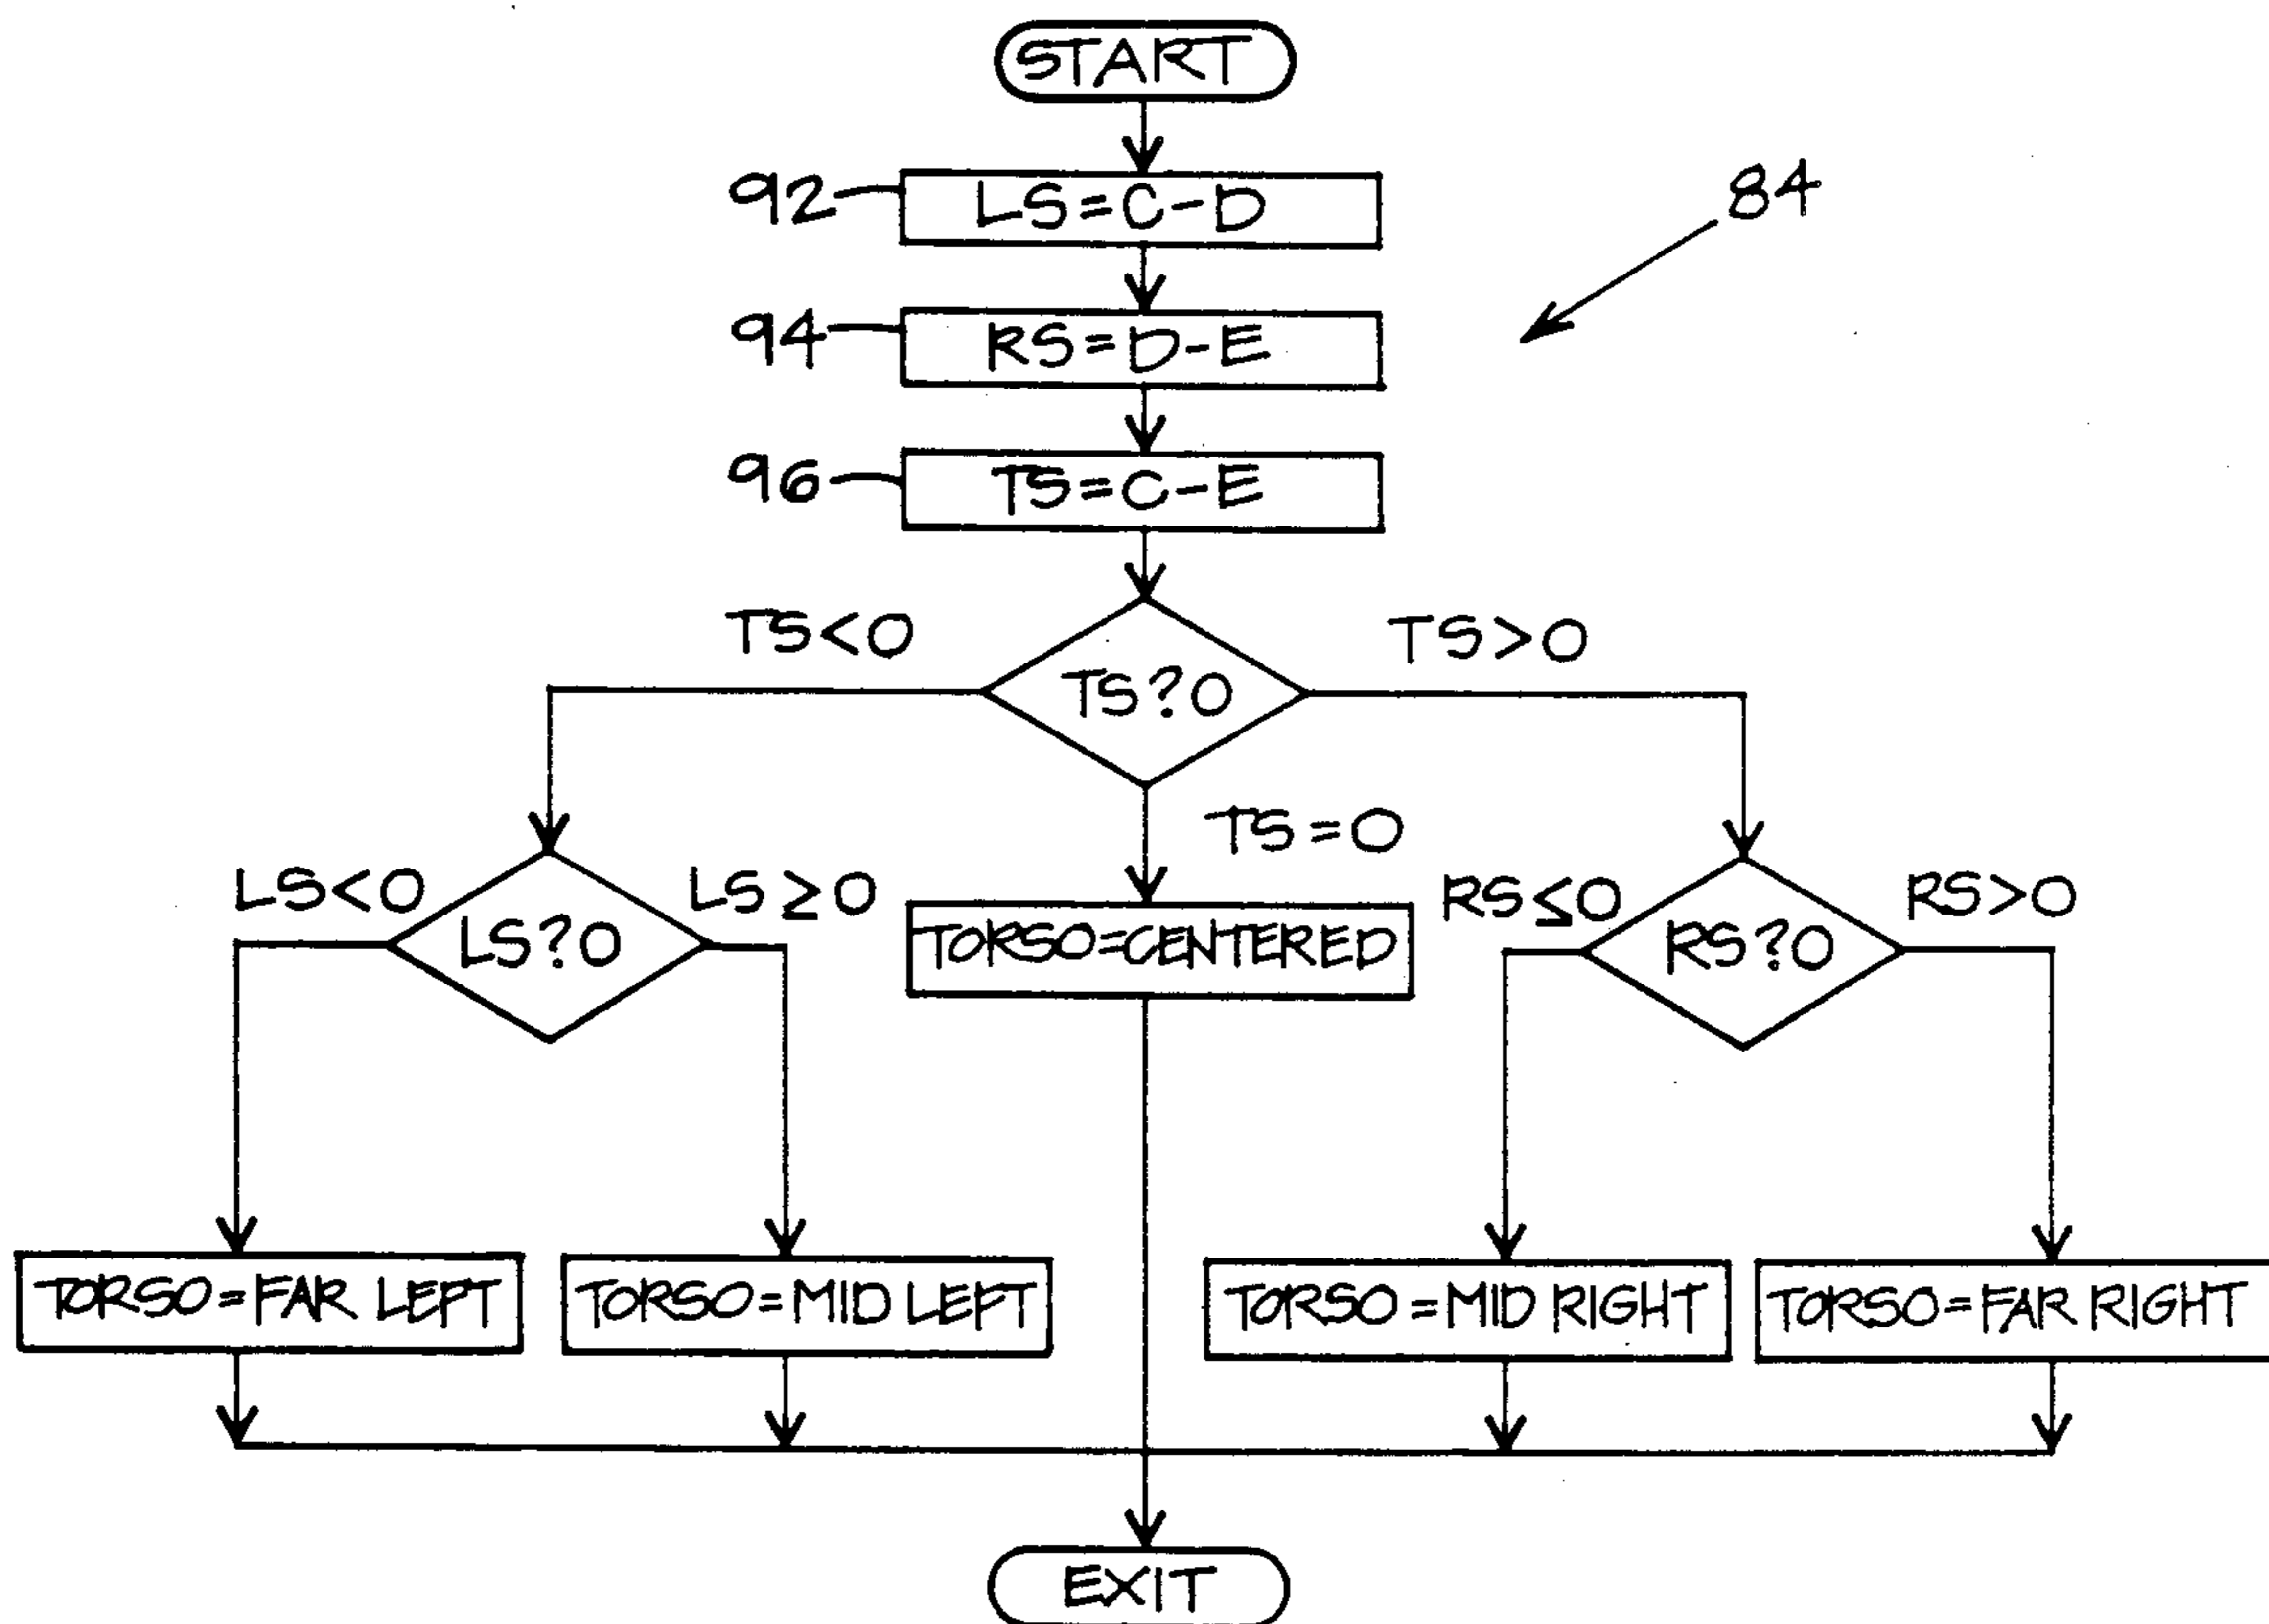 START
92
LS=C-D
84
94
RS=D-E
96
TS=C-E
TS<0
TS>0
TS?0
TS=0
LS<0
LS≥0
RS≤0
RS>0
LS?0
TORSO=CENTERED
RS?0
TORSO=FAR LEFT
TORSO=MID LEFT
TORSO=MID RIGHT
TORSO=FAR RIGHT
EXIT